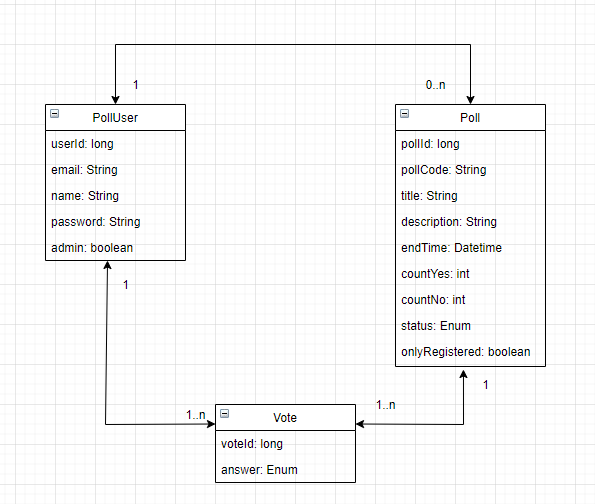 1
0..n
PollUser
userId: long
email: String
name: String
password: String
admin: boolean
1
Poll
pollId: long
pollCode: String
title: String
description: String
endTime: Datetime
countYes: int
countNo: int
status: Enum
onlyRegistered: boolean
1
1..n
1..n
Vote
voteId: long
answer: Enum